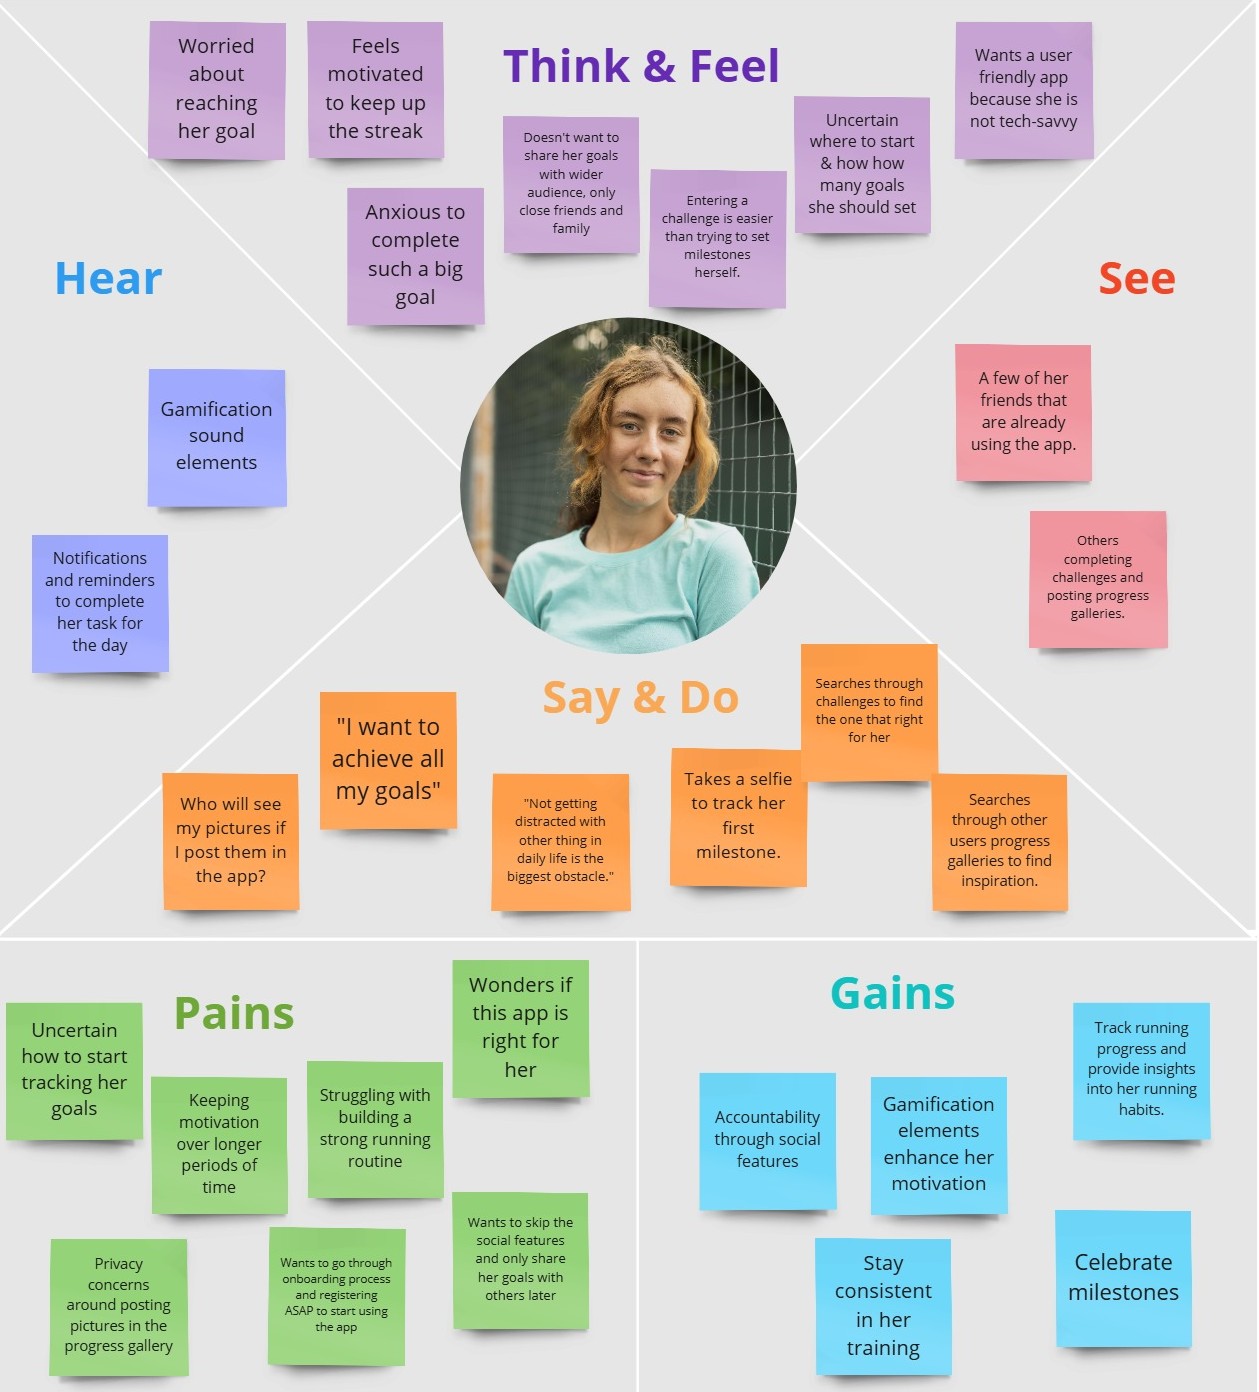 Think & Feel
Worried
about
reaching
her goal
Feels
motivated
to keep up
the streak
Anxious to
complete
such a big
goal
Doesn't want to
share her goals
with wider
audience, only
close friends and
family
Entering a
challenge is easier
than trying to set
milestones
herself.
Uncertain
where to start
& how how
many goals
she should set
Wants a user
friendly app
because she is
not tech-savvy
Hear
Gamification
sound
elements
Notifications
and reminders
to complete
her task for
the day
See
A few of her
friends that
are already
using the app.
Others
completing
challenges and
posting progress
galleries.
Say & Do
Who will see
my pictures if
I post them in
the app?
"I want to
achieve all
my goals"
"Not getting
distracted with
other thing in
daily life is the
biggest obstacle."
Takes a selfie
to track her
first
milestone.
Searches through
challenges to find
the one that right
for her
Searches
through other
users progress
galleries to find
inspiration.
Pains
Uncertain
how to start
tracking her
goals
Keeping
motivation
over longer
periods of
time
Struggling with
building a
strong running
routine
Wonders if
this app is
right for
her
Privacy
concerns
around posting
pictures in the
progress gallery
Wants to go through
onboarding process
and registering
ASAP to start using
the app
Wants to skip the
social features
and only share
her goals with
others later
Gains
Accountability
through social
features
Gamification
elements
enhance her
motivation
Track running
progress and
provide insights
into her running
habits.
Stay
consistent
in her
training
Celebrate
milestones